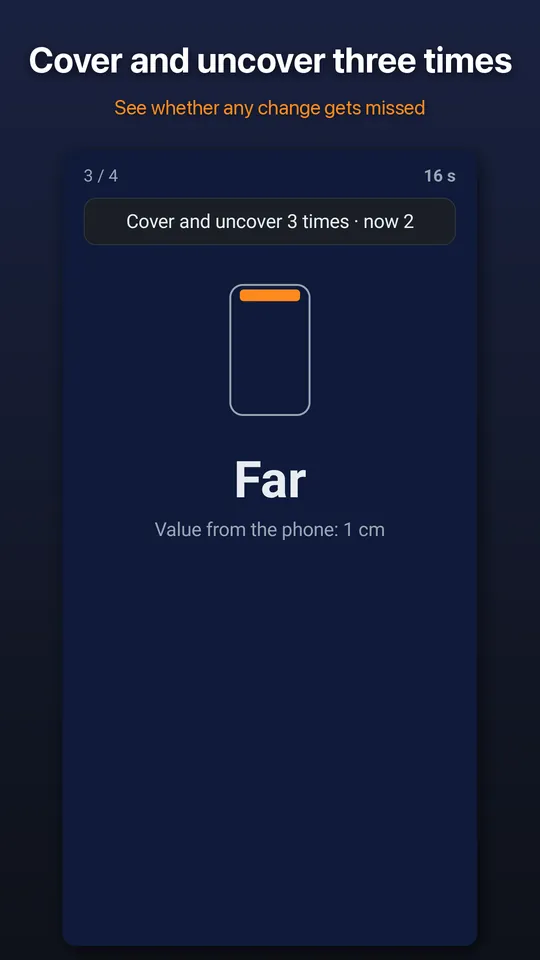 Cover and uncover three times
See whether any change gets missed
3 / 4
16 s
Cover and uncover 3 times · now 2
Far
Value from the phone: 1 cm